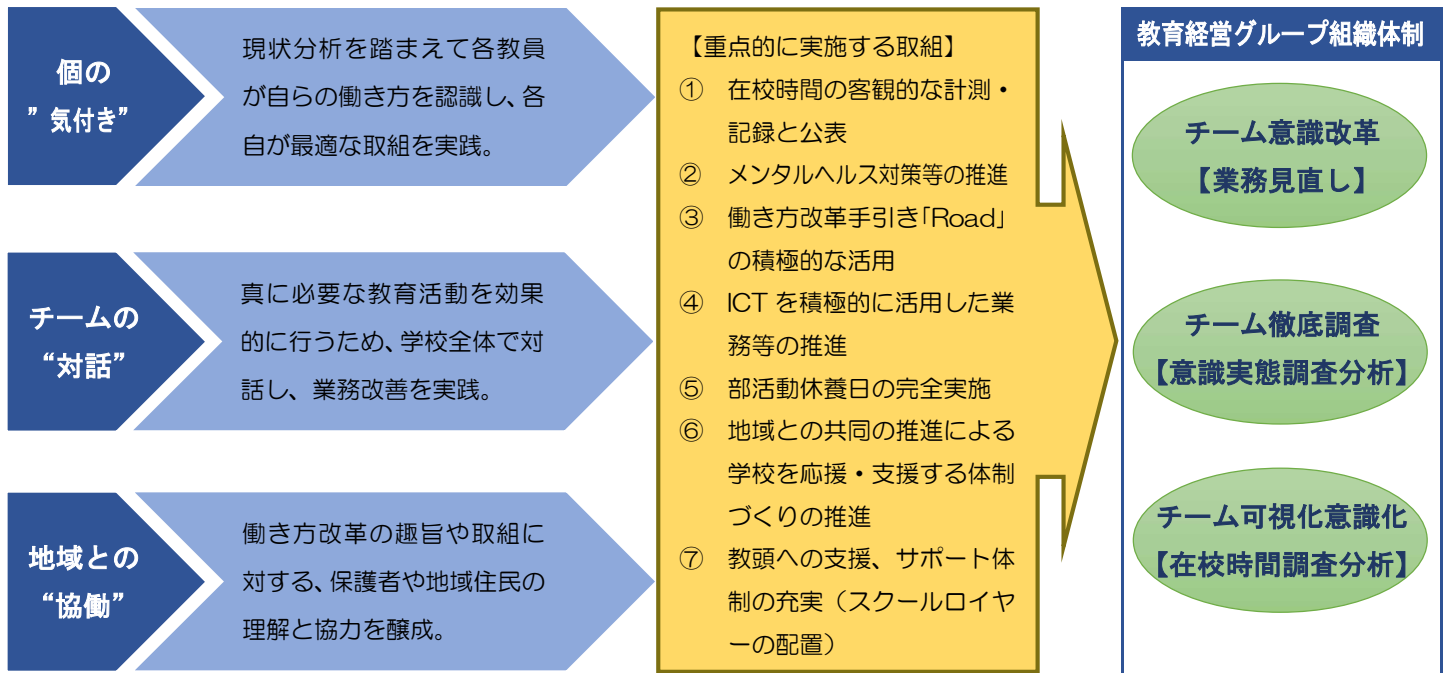 個の
”気付き”
現状分析を踏まえて各教員
が自らの働き方を認識し、各
自が最適な取組を実践。
チームの
“対話”
真に必要な教育活動を効果
的に行うため、学校全体で対
話し、業務改善を実践。
地域との
“協働”
働き方改革の趣旨や取組に
対する、保護者や地域住民の
理解と協力を醸成。
【重点的に実施する取組】
① 在校時間の客観的な計測・
記録と公表
② メンタルヘルス対策等の推進
③ 働き方改革手引き「Road」
の積極的な活用
④ ICT を積極的に活用した業
務等の推進
⑤ 部活動休養日の完全実施
⑥ 地域との共同の推進による
学校を応援・支援する体制
づくりの推進
⑦ 教頭への支援、サポート体
制の充実（スクールロイヤ
ーの配置）
教育経営グループ組織体制
チーム意識改革
【業務見直し】
チーム徹底調査
【意識実態調査分析】
チーム可視化意識化
【在校時間調査分析】